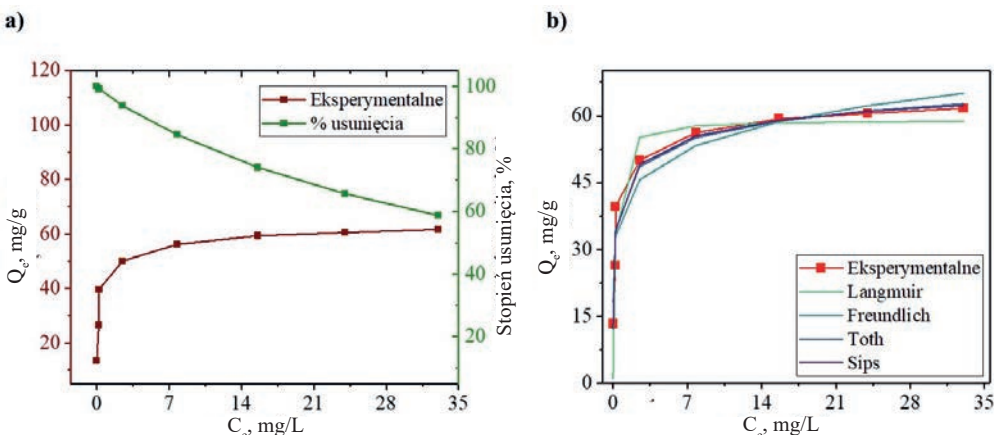 a)
120
100
80
60
40
20
Qe, mg/g
Eksperymentalne
% usunięcia
100
80
60
40
20
Stopień usunięcia, %
0 7 14 21 28 35
Ce, mg/L
b)
60
45
30
15
0
Qe, mg/g
Eksperymentalne
Langmuir
Freundlich
Toth
Sips
0 7 14 21 28 35
Ce, mg/L